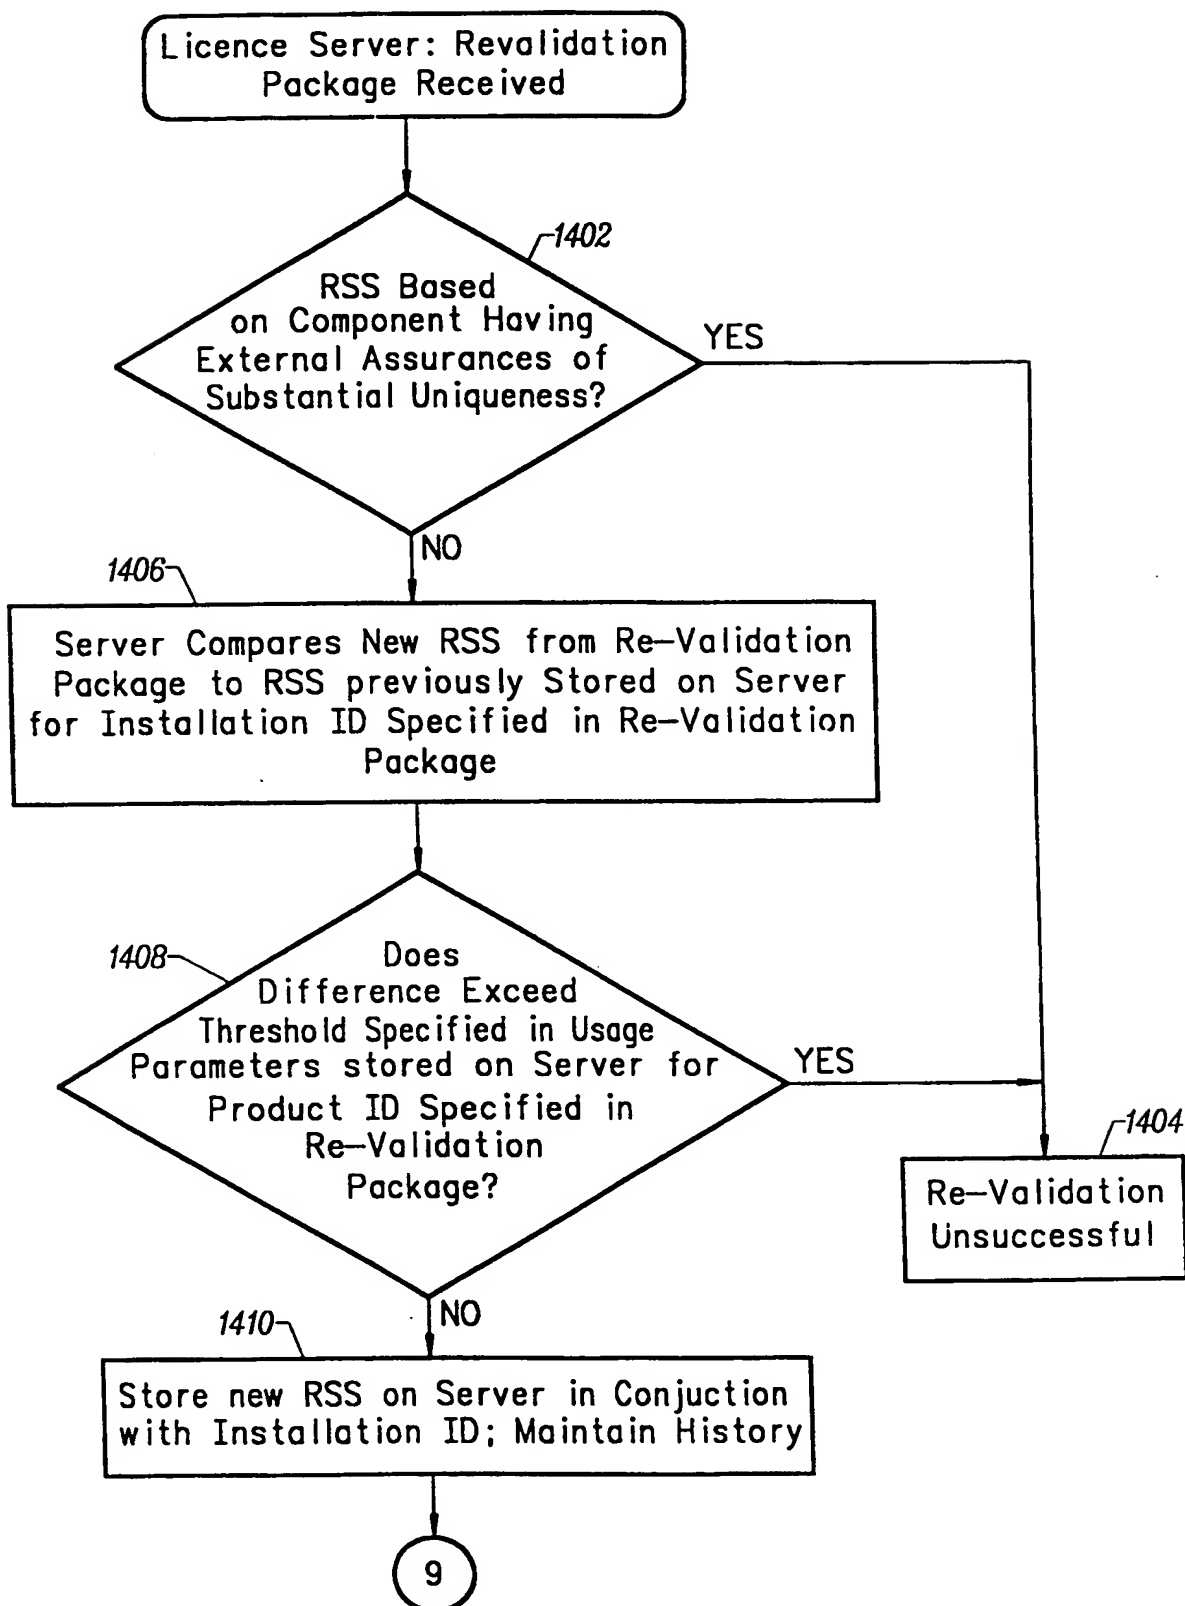 Licence Server: Revalidation
Package Received
1402
RSS Based
on Component Having
External Assurances of
Substantial Uniqueness?
YES
NO
1406
Server Compares New RSS from Re-Validation
Package to RSS previously Stored on Server
for Installation ID Specified in Re-Validation
Package
1408
Does
Difference Exceed
Threshold Specified in Usage
Parameters stored on Server for
Product ID Specified in
Re-Validation
Package?
YES
1404
Re-Validation
Unsuccessful
NO
1410
Store new RSS on Server in Conjuction
with Installation ID; Maintain History
9